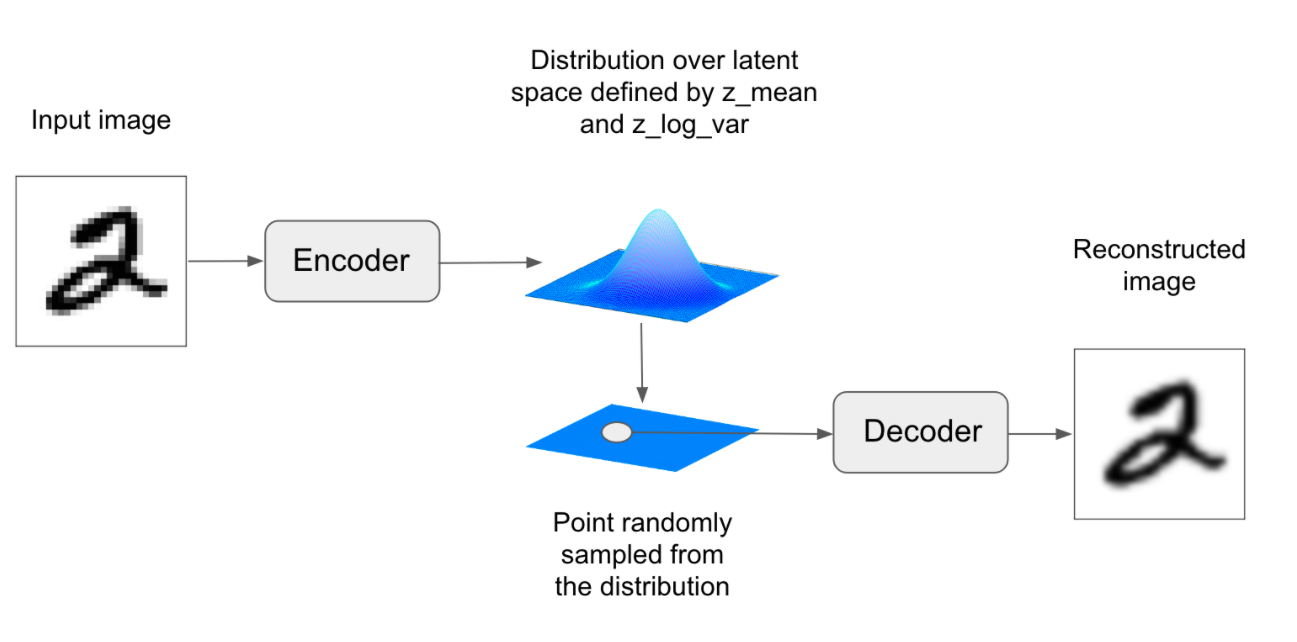 Input image
Encoder
Distribution over latent
space defined by z_mean
and z_log_var
Point randomly
sampled from
the distribution
Decoder
Reconstructed
image